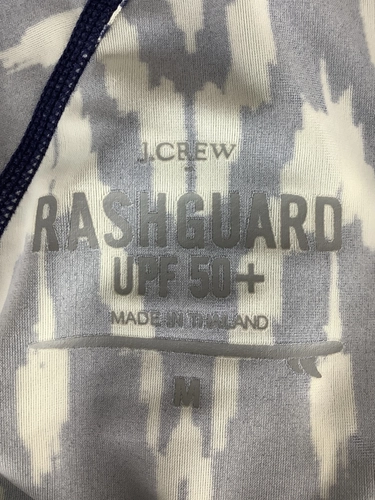 J.CREW
RASHGUARD
UPF 50+
MADE IN THAILAND
M